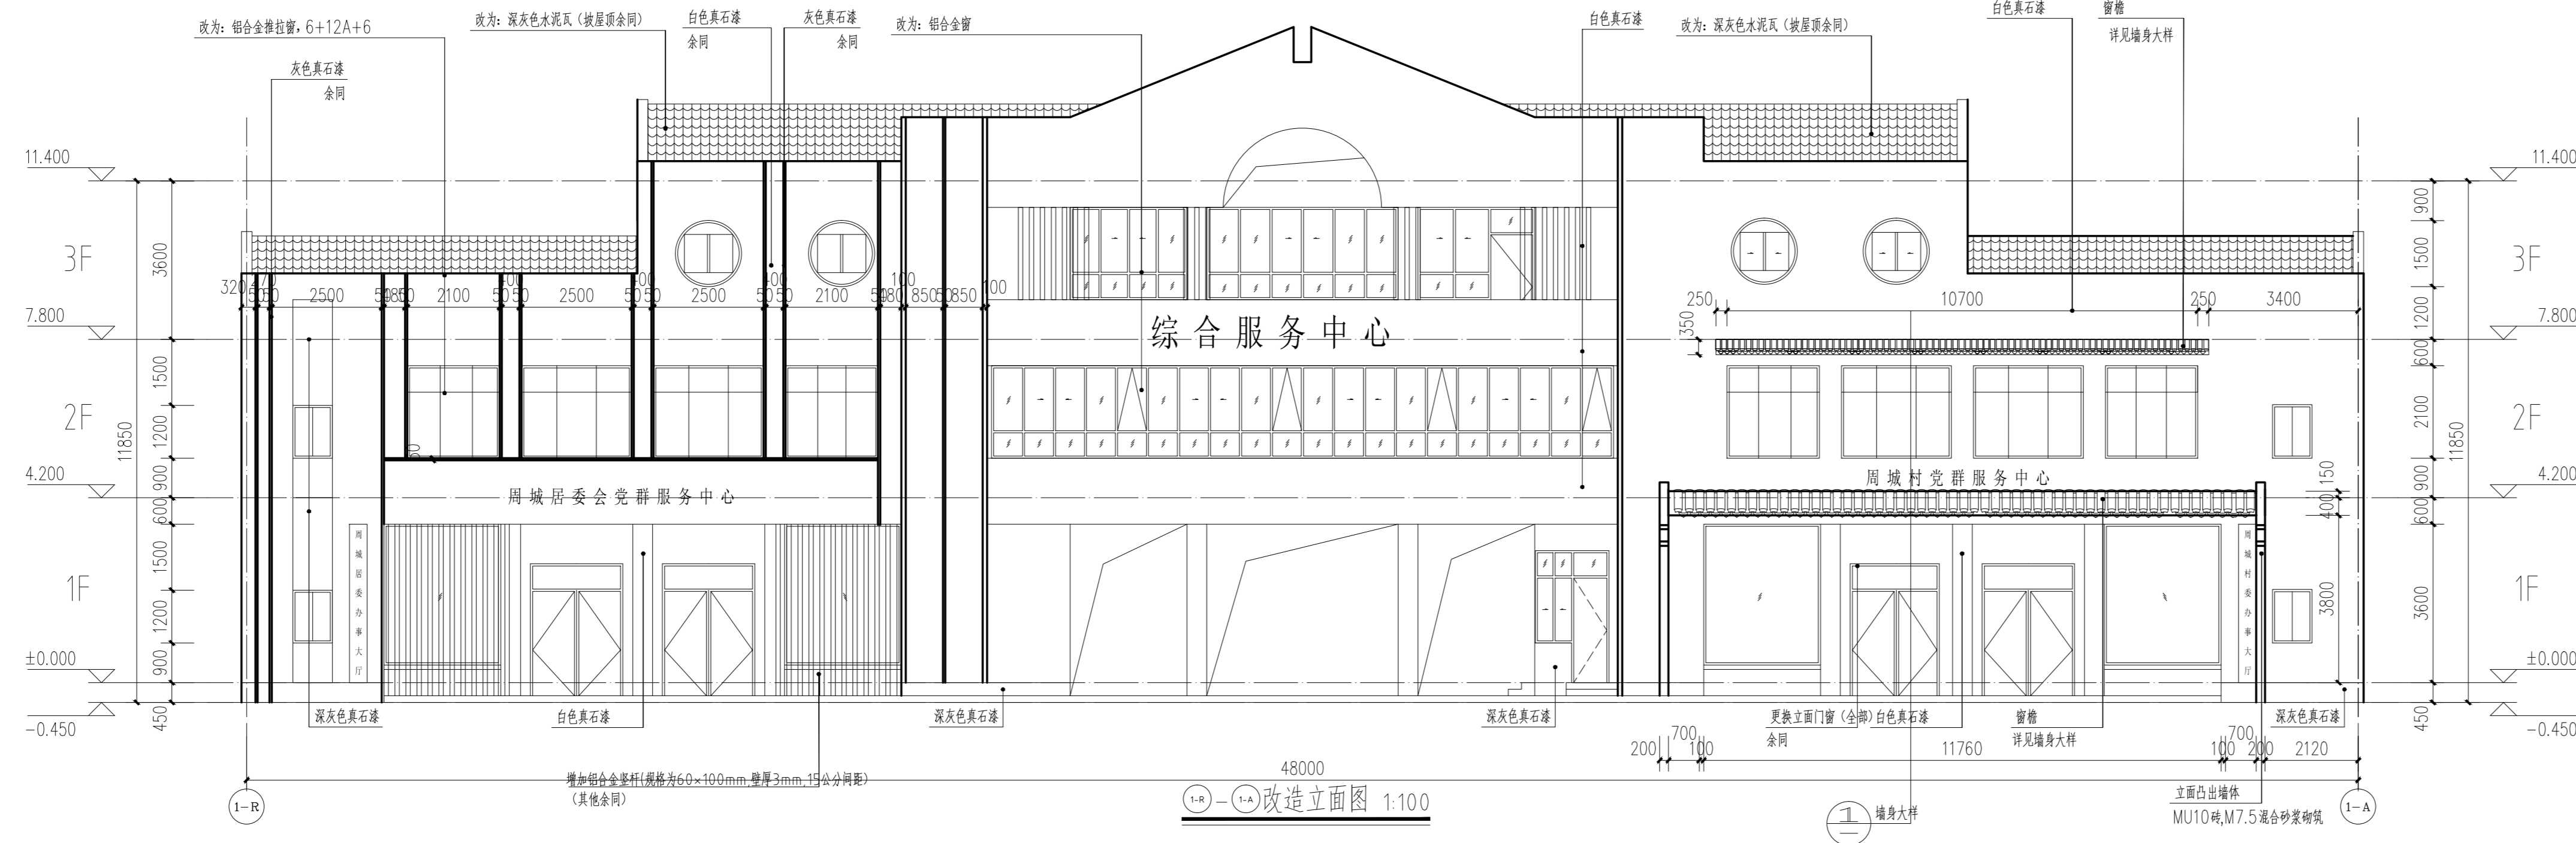 改为: 铝合金推拉窗, 6+12A+6
灰色真石漆
余同
改为: 深灰色水泥瓦 (坡屋顶余同)
白色真石漆
余同
灰色真石漆
余同
改为: 铝合金窗
白色真石漆
改为: 深灰色水泥瓦 (坡屋顶余同)
白色真石漆
窗檐
详见墙身大样
11.400
7.800
4.200
±0.000
-0.450
3F
2F
1F
11850
3600
1500
1200
900
600
1500
1200
900
450
320
270
2500
2100
400
2500
400
2500
400
2100
100
850
850
100
综合服务中心
周城居委会党群服务中心
周城村党群服务中心
周城居委办事大厅
周城村委办事大厅
250
10700
250
3400
350
150
400
3800
900
1500
1200
600
2100
900
600
3600
450
11850
11.400
7.800
4.200
±0.000
-0.450
3F
2F
1F
深灰色真石漆
白色真石漆
深灰色真石漆
深灰色真石漆
更换立面门窗 (全部)
余同
白色真石漆
窗檐
详见墙身大样
深灰色真石漆
200
700
100
11760
100
700
200
2120
48000
增加铝合金竖杆(规格为60×100mm,壁厚3mm,15公分间距)
(其他余同)
1-R
1-R - 1-A 改造立面图 1:100
1
墙身大样
立面凸出墙体
MU10砖,M7.5混合砂浆砌筑
1-A